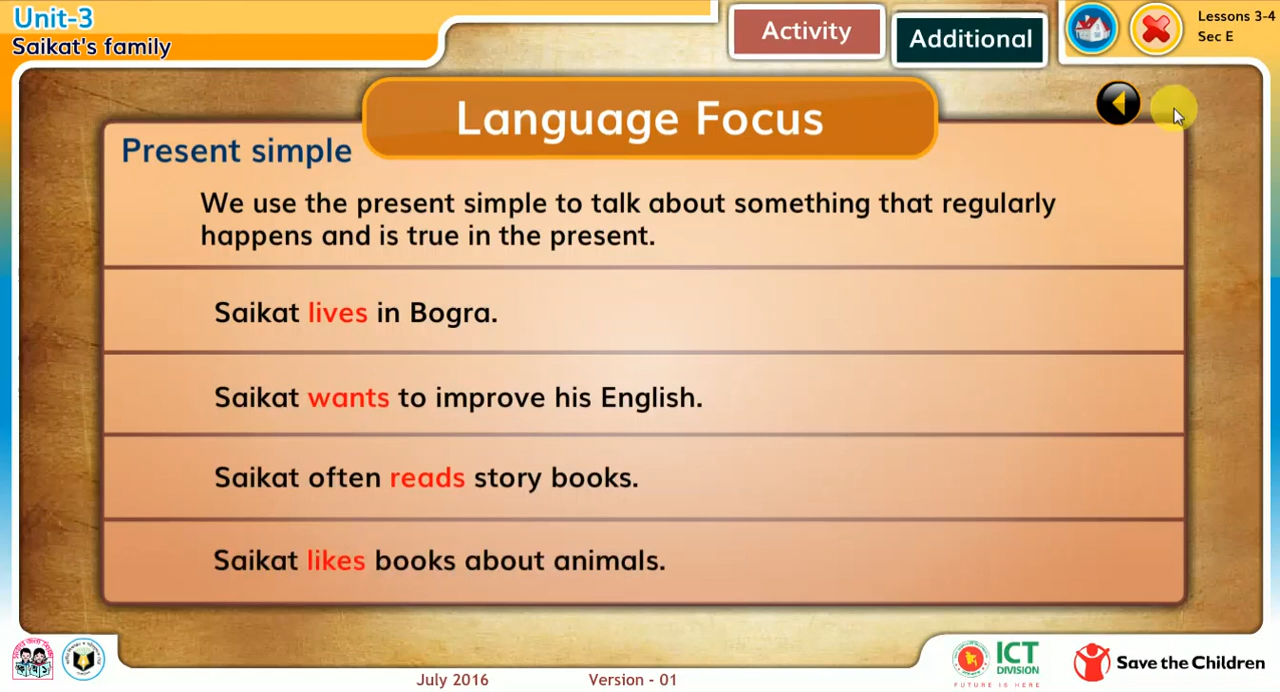 Unit-3
Saikat's family
Activity
Additional
Lessons 3-4
Sec E
Language Focus
Present simple
We use the present simple to talk about something that regularly
happens and is true in the present.
Saikat lives in Bogra.
Saikat wants to improve his English.
Saikat often reads story books.
Saikat likes books about animals.
July 2016
Version - 01
ICT
DIVISION
FUTURE IS HERE
Save the Children